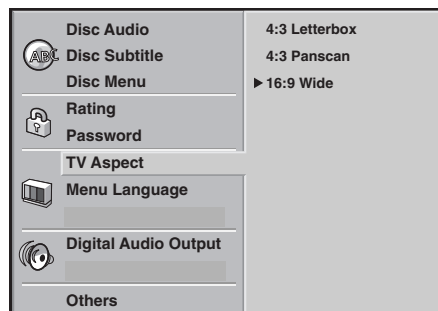 Disc Audio
ABC
Disc Subtitle
Disc Menu
Rating
Password
TV Aspect
Menu Language
Digital Audio Output
Others
4:3 Letterbox
4:3 Panscan
16:9 Wide